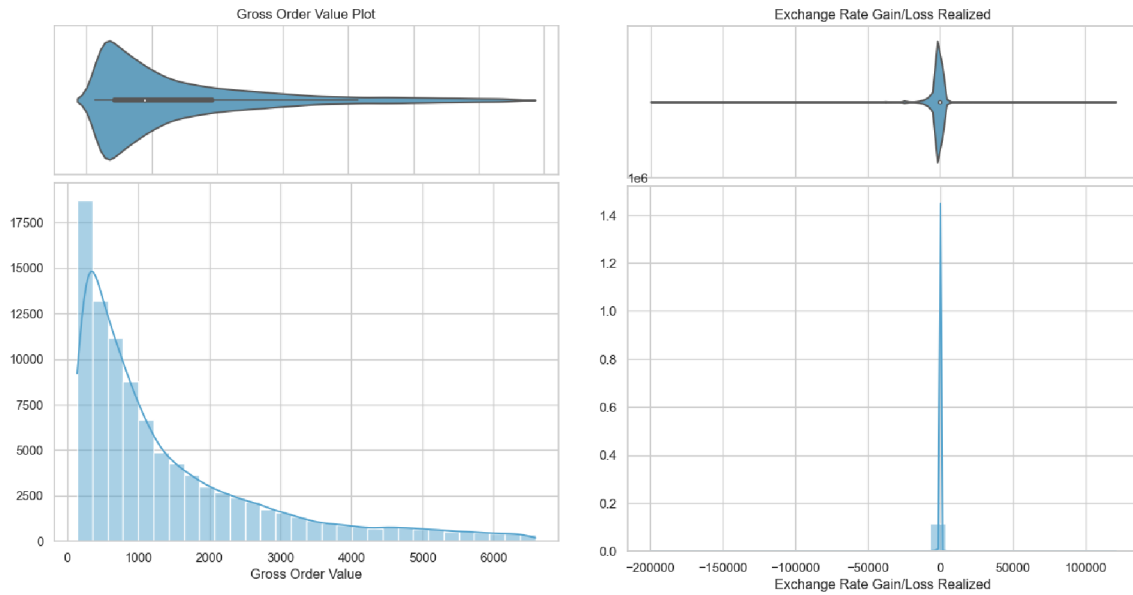 Gross Order Value Plot
17500
15000
12500
10000
7500
5000
2500
0
0 1000 2000 3000 4000 5000 6000
Gross Order Value
Exchange Rate Gain/Loss Realized
1e6
1.4
1.2
1.0
0.8
0.6
0.4
0.2
0.0
−200000 −150000 −100000 −50000 0 50000 100000
Exchange Rate Gain/Loss Realized